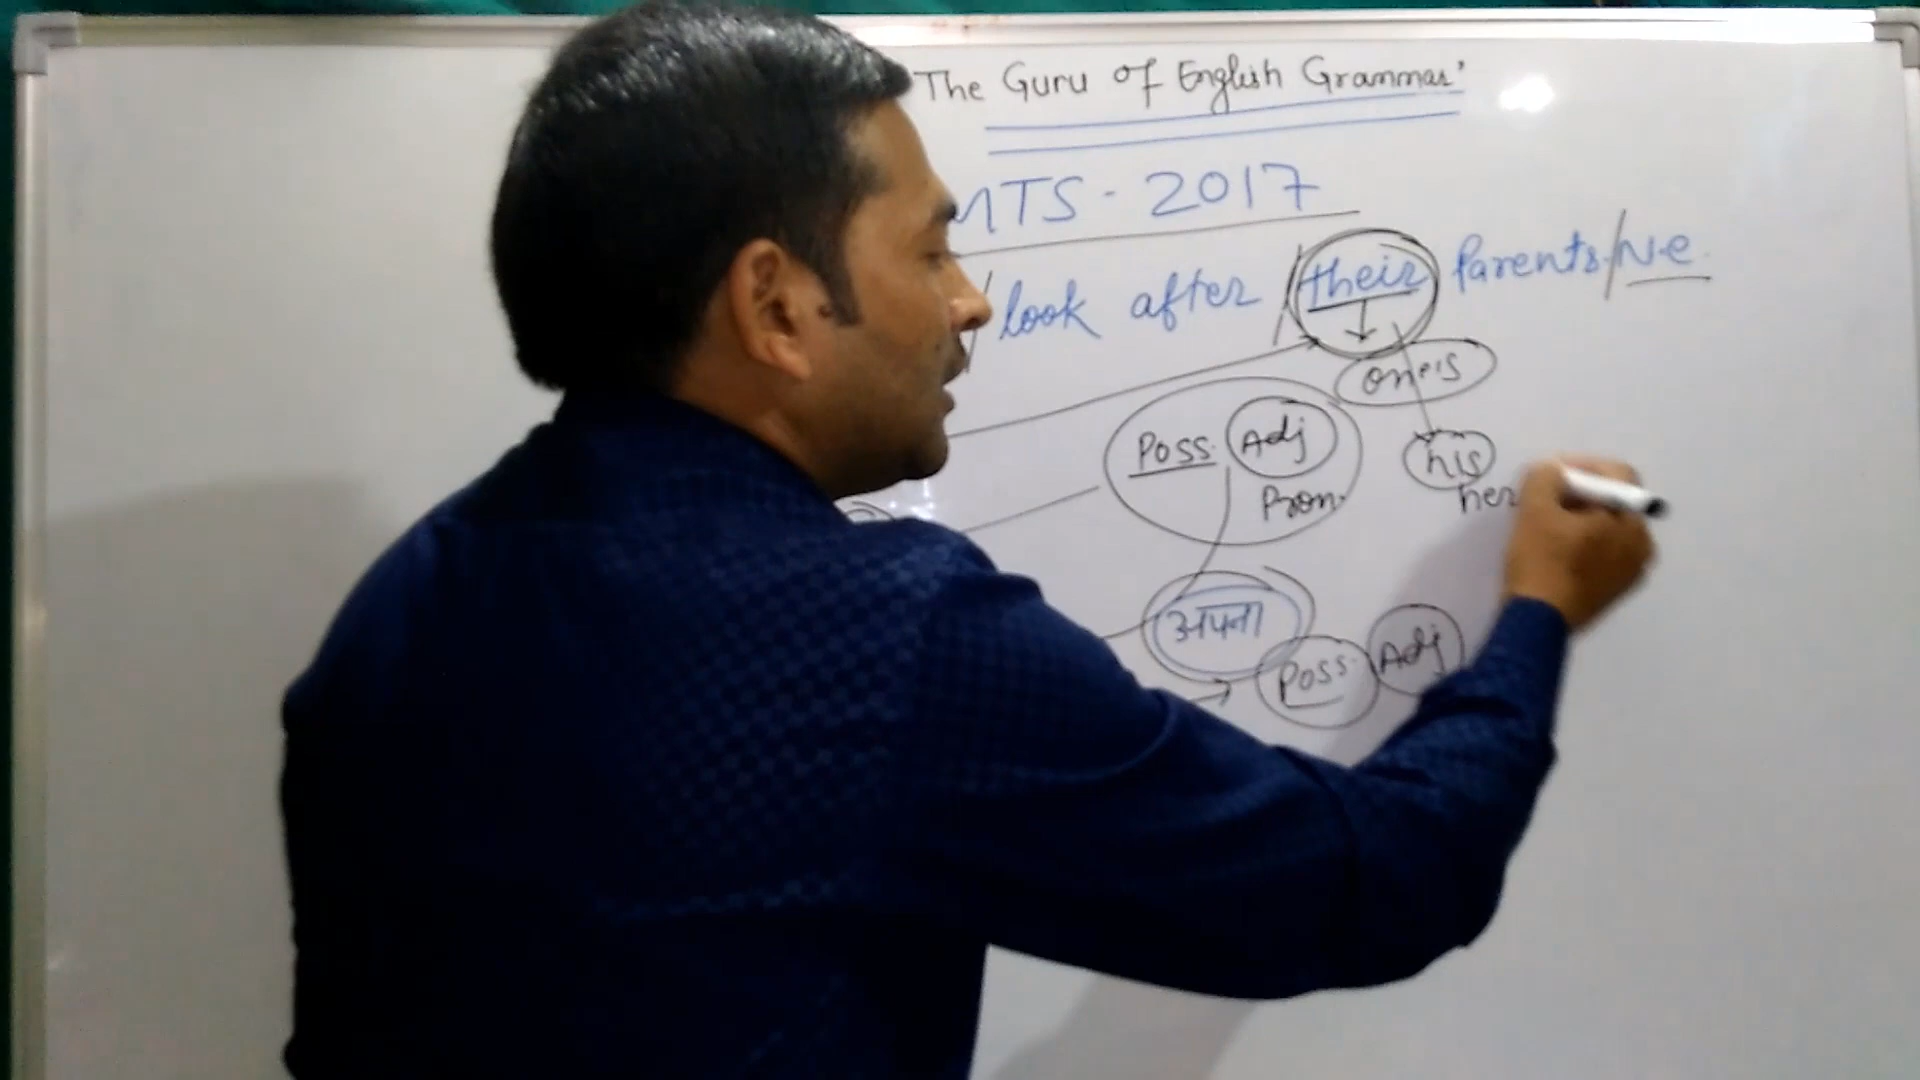 The Guru of English Grammar'
MTS - 2017
/ look after / their Parents / N.e.
one's
Poss. Adj
his
Pron.
her
अपना
Poss. Adj